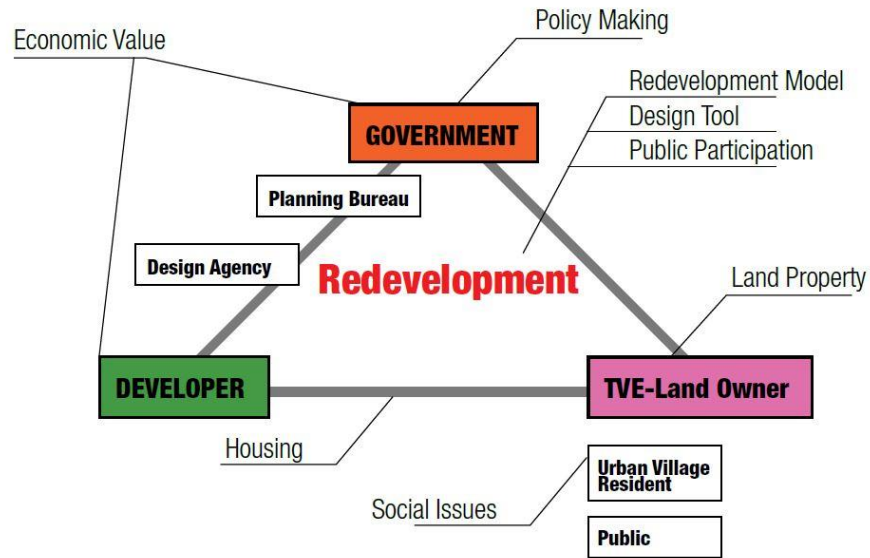 Policy Making
Economic Value
Redevelopment Model
Design Tool
Public Participation
GOVERNMENT
Planning Bureau
Design Agency
Redevelopment
Land Property
DEVELOPER
TVE-Land Owner
Housing
Urban Village
Resident
Social Issues
Public